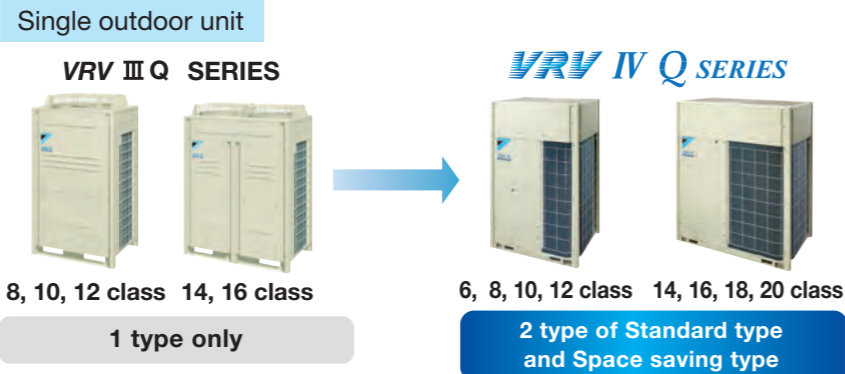 Single outdoor unit
VRV Ⅲ Q SERIES
VRV IV Q SERIES
8, 10, 12 class 14, 16 class
6, 8, 10, 12 class 14, 16, 18, 20 class
1 type only
2 type of Standard type
and Space saving type